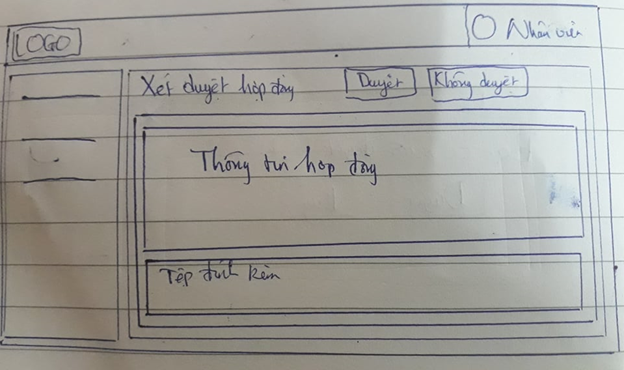 LOGO
Nhân viên
Xét duyệt hợp đồng
Duyệt
Không duyệt
Thông tin hợp đồng
Tệp đính kèm